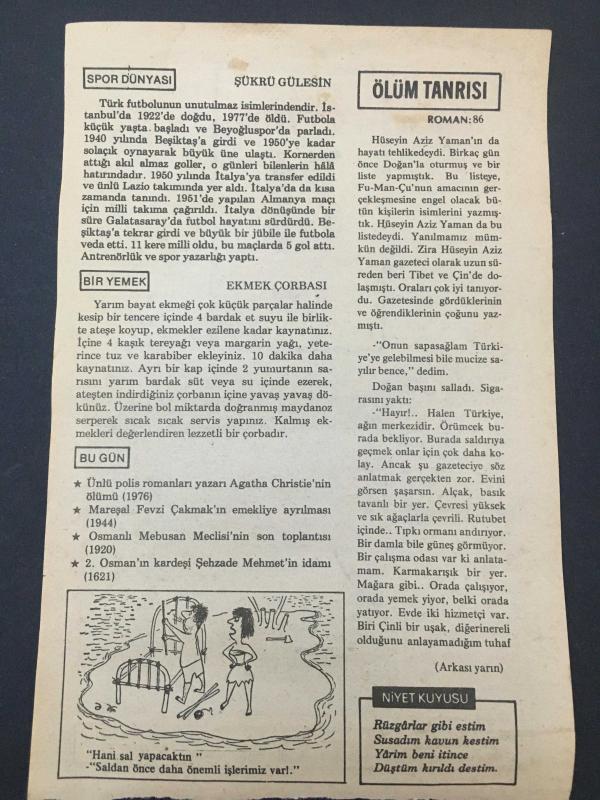 SPOR DÜNYASI
ŞÜKRÜ GÜLESİN
Türk futbolunun unutulmaz isimlerindendir. İs-
tanbul'da 1922'de doğdu, 1977'de öldü. Futbola
küçük yaşta başladı ve Beyoğluspor'da parladı.
1940 yılında Beşiktaş'a girdi ve 1950'ye kadar
solaçık oynayarak büyük üne ulaştı. Kornerden
attığı akıl almaz goller, o günleri bilenlerin hâlâ
hatırındadır. 1950 yılında İtalya'ya transfer edildi
ve ünlü Lazio takımında yer aldı. İtalya'da da kısa
zamanda tanındı. 1951'de yapılan Almanya maçı
için milli takıma çağırıldı. İtalya dönüşünde bir
süre Galatasaray'da futbol hayatını sürdürdü. Be-
şiktaş'a tekrar girdi ve büyük bir jübile ile futbola
veda etti. 11 kere milli oldu, bu maçlarda 5 gol attı.
Antrenörlük ve spor yazarlığı yaptı.
BİR YEMEK
EKMEK ÇORBASI
Yarım bayat ekmeği çok küçük parçalar halinde
kesip bir tencere içinde 4 bardak et suyu ile birlik-
te ateşe koyup, ekmekler ezilene kadar kaynatınız.
İçine 4 kaşık tereyağı veya margarin yağı, yete-
rince tuz ve karabiber ekleyiniz. 10 dakika daha
kaynatınız. Ayrı bir kap içinde 2 yumurtanın sa-
rısını yarım bardak süt veya su içinde ezerek,
ateşten indirdiğiniz çorbanın içine yavaş yavaş dö-
künüz. Üzerine bol miktarda doğranmış maydanoz
serperek sıcak sıcak servis yapınız. Kalmış ek-
mekleri değerlendiren lezzetli bir çorbadır.
BU GÜN
★ Ünlü polis romanları yazarı Agatha Christie'nin
ölümü (1976)
★ Mareşal Fevzi Çakmak'ın emekliye ayrılması
(1944)
★ Osmanlı Mebusan Meclisi'nin son toplantısı
(1920)
★ 2. Osman'ın kardeşi Şehzade Mehmet'in idamı
(1621)
"Hani sal yapacaktın "
-"Saldan önce daha önemli işlerimiz var!."
ÖLÜM TANRISI
ROMAN: 86
Hüseyin Aziz Yaman'ın da
hayatı tehlikedeydi. Birkaç gün
önce Doğan'la oturmuş ve bir
liste yapmıştık. Bu listeye,
Fu-Man-Çu'nun amacının ger-
çekleşmesine engel olacak bü-
tün kişilerin isimlerini yazmış-
tık. Hüseyin Aziz Yaman da bu
listedeydi. Yanılmamız müm-
kün değildi. Zira Hüseyin Aziz
Yaman gazeteci olarak uzun sü-
reden beri Tibet ve Çin'de do-
laşmıştı. Oraları çok iyi tanıyor-
du. Gazetesinde gördüklerinin
ve öğrendiklerinin çoğunu yaz-
mıştı.
-"Onun sapasağlam Türki-
ye'ye gelebilmesi bile mucize sa-
yılır bence," dedim.
Doğan başını salladı. Siga-
rasını yaktı:
-"Hayır!.. Halen Türkiye,
ağın merkezidir. Örümcek bu-
rada bekliyor. Burada saldırıya
geçmek onlar için çok daha ko-
lay. Ancak şu gazeteciye söz
anlatmak gerçekten zor. Evini
görsen şaşarsın. Alçak, basık
tavanlı bir yer. Çevresi yüksek
ve sık ağaçlarla çevrili. Rutubet
içinde.. Tıpkı ormanı andırıyor.
Bir damla bile güneş görmüyor.
Bir çalışma odası var ki anlata-
mam. Karmakarışık bir yer.
Mağara gibi.. Orada çalışıyor,
orada yemek yiyor, belki orada
yatıyor. Evde iki hizmetçi var.
Biri Çinli bir uşak, diğerinereli
olduğunu anlayamadığım tuhaf
(Arkası yarın)
NİYET KUYUSU
Rüzgârlar gibi estim
Susadım kavun kestim
Yârim beni itince
Düştüm kırıldı destim.